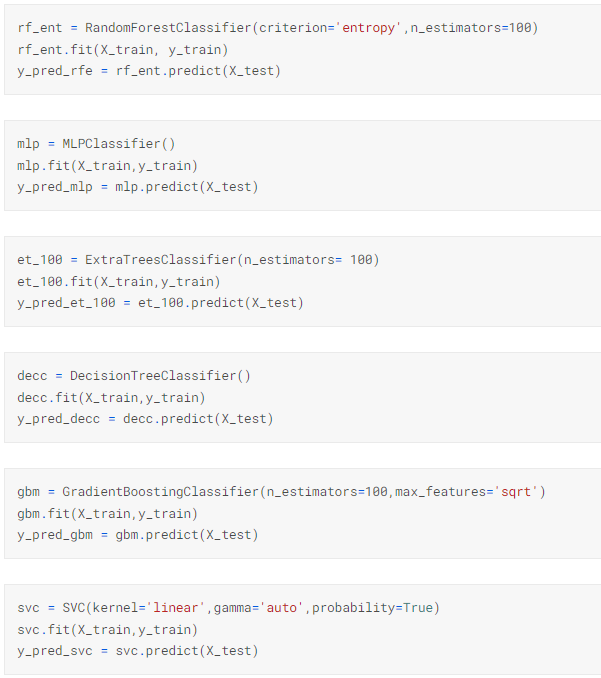 rf_ent = RandomForestClassifier(criterion='entropy',n_estimators=100)
rf_ent.fit(X_train, y_train)
y_pred_rfe = rf_ent.predict(X_test)
mlp = MLPClassifier()
mlp.fit(X_train,y_train)
y_pred_mlp = mlp.predict(X_test)
et_100 = ExtraTreesClassifier(n_estimators= 100)
et_100.fit(X_train,y_train)
y_pred_et_100 = et_100.predict(X_test)
decc = DecisionTreeClassifier()
decc.fit(X_train,y_train)
y_pred_decc = decc.predict(X_test)
gbm = GradientBoostingClassifier(n_estimators=100,max_features='sqrt')
gbm.fit(X_train,y_train)
y_pred_gbm = gbm.predict(X_test)
svc = SVC(kernel='linear',gamma='auto',probability=True)
svc.fit(X_train,y_train)
y_pred_svc = svc.predict(X_test)